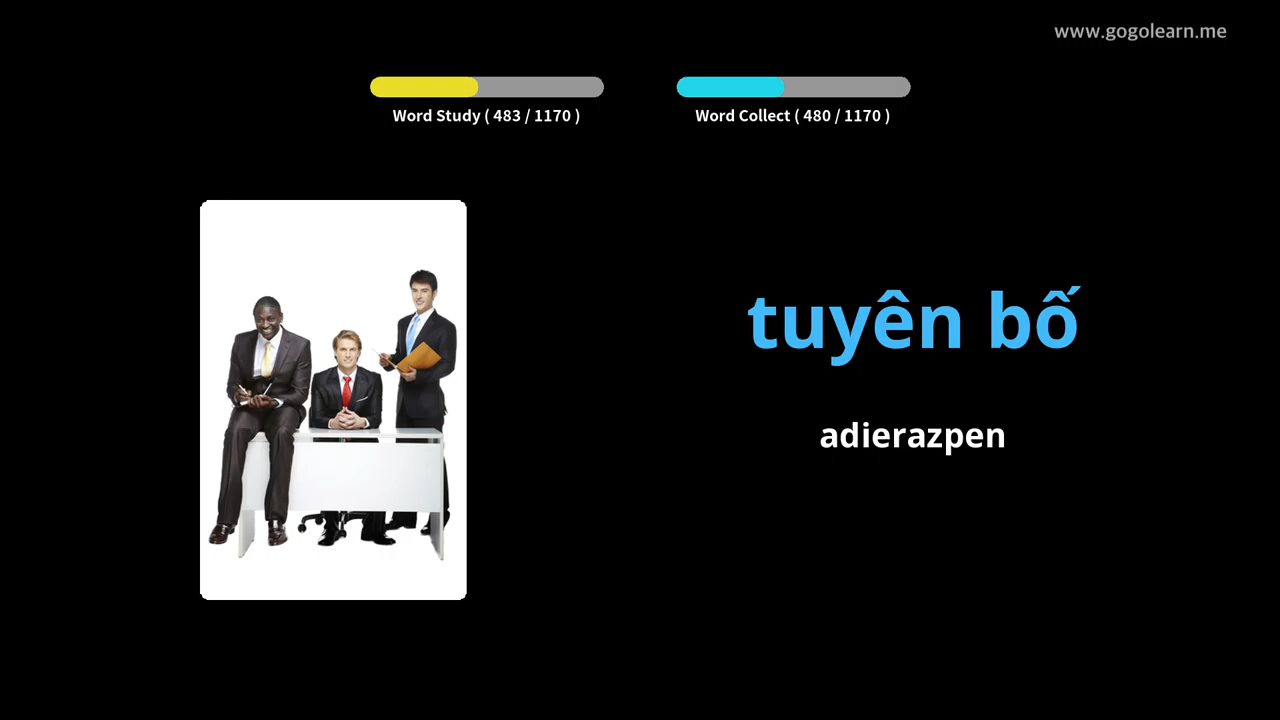 www.gogolearn.me
Word Study ( 483 / 1170 )
Word Collect ( 480 / 1170 )
tuyên bố
adierazpen